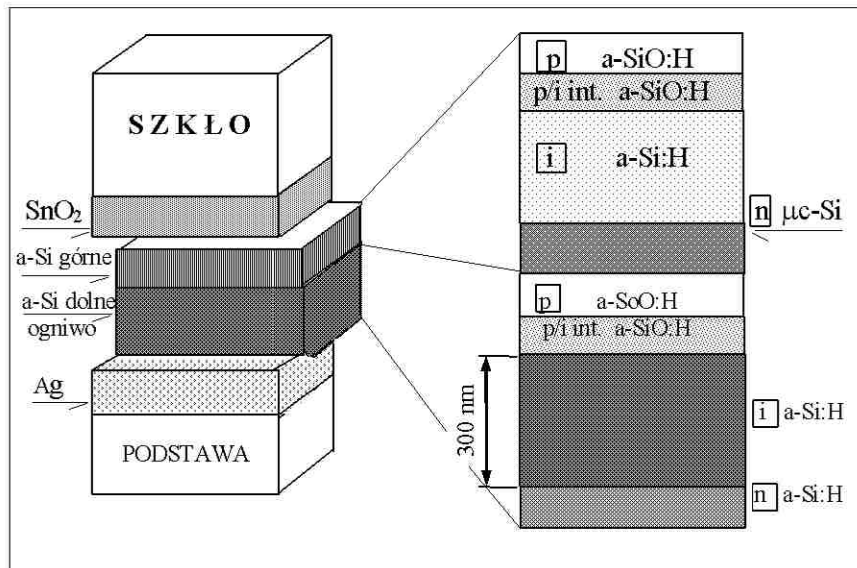 SZKŁO
SnO₂
a-Si górne
a-Si dolne
ogniwo
Ag
PODSTAWA
p a-SiO:H
p/i int. a-SiO:H
i a-Si:H
n μc-Si
p a-SoO:H
p/i int. a-SiO:H
300 nm
i a-Si:H
n a-Si:H